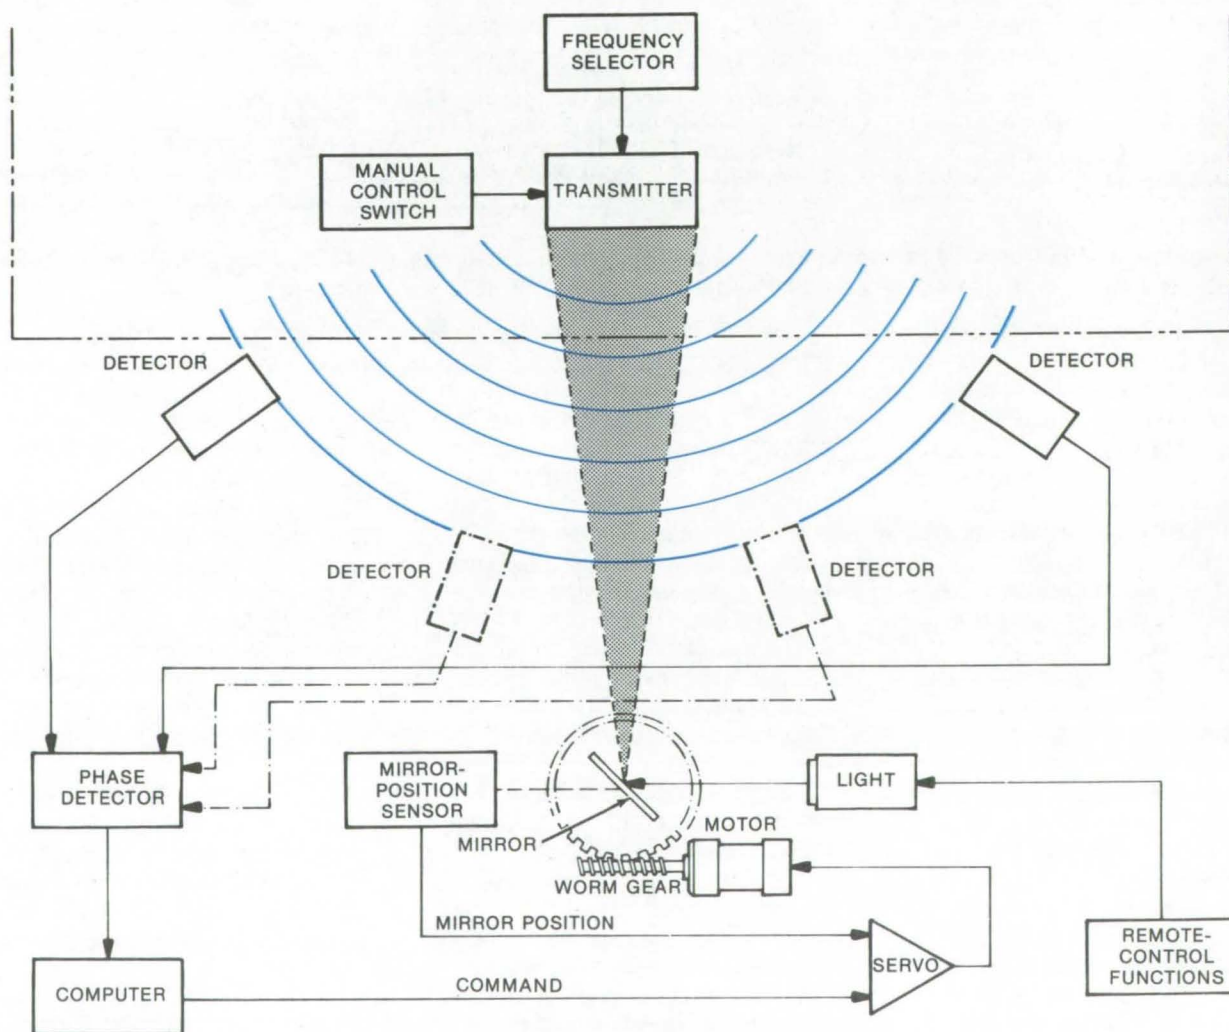 FREQUENCY
SELECTOR
MANUAL
CONTROL
SWITCH
TRANSMITTER
DETECTOR
DETECTOR
DETECTOR
DETECTOR
PHASE
DETECTOR
MIRROR-
POSITION
SENSOR
LIGHT
MIRROR
MOTOR
WORM GEAR
MIRROR POSITION
REMOTE-
CONTROL
FUNCTIONS
SERVO
COMPUTER
COMMAND